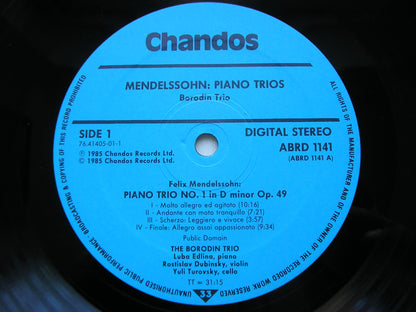 Chandos
MENDELSSOHN: PIANO TRIOS
Borodin Trio
SIDE 1
76.41405-01-1
℗ 1985 Chandos Records Ltd.
© 1985 Chandos Records Ltd.
DIGITAL STEREO
ABRD 1141
(ABRD 1141 A)
Felix Mendelssohn:
PIANO TRIO NO. 1 in D minor Op. 49
I - Molto allegro ed agitato (10:16)
II - Andante con moto tranquillo (7:21)
III - Scherzo: Leggiero e vivace (3:57)
IV - Finale: Allegro assai appassionato (9:34)
Public Domain
THE BORODIN TRIO
Luba Edlina, piano
Rostislav Dubinsky, violin
Yuli Turovsky, cello
TT = 31:15
33
ALL RIGHTS OF THE MANUFACTURER AND OF THE OWNER OF THE RECORDED WORK RESERVED
UNAUTHORISED PUBLIC PERFORMANCE, BROADCASTING & COPYING OF THIS RECORD PROHIBITED